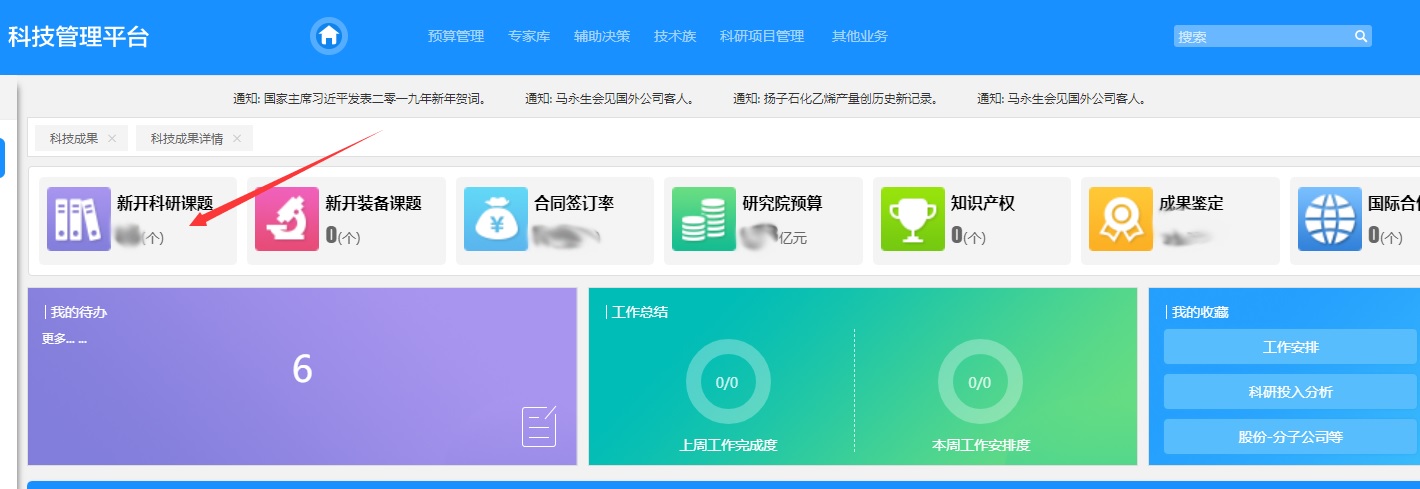 科技管理平台
预算管理 专家库 辅助决策 技术族 科研项目管理 其他业务
搜索
通知: 国家主席习近平发表二零一九年新年贺词。 通知: 马永生会见国外公司客人。 通知: 扬子石化乙烯产量创历史新记录。 通知: 马永生会见国外公司客人。
科技成果 × 科技成果详情 ×
新开科研课题 新开装备课题 合同签订率 研究院预算 知识产权 成果鉴定 国际合
(个) 0(个) 亿元 0(个) 0(个)
我的待办 工作总结 我的收藏
更多... ...
6
0/0 0/0
上周工作完成度 本周工作安排度
工作安排
科研投入分析
股份-分子公司等